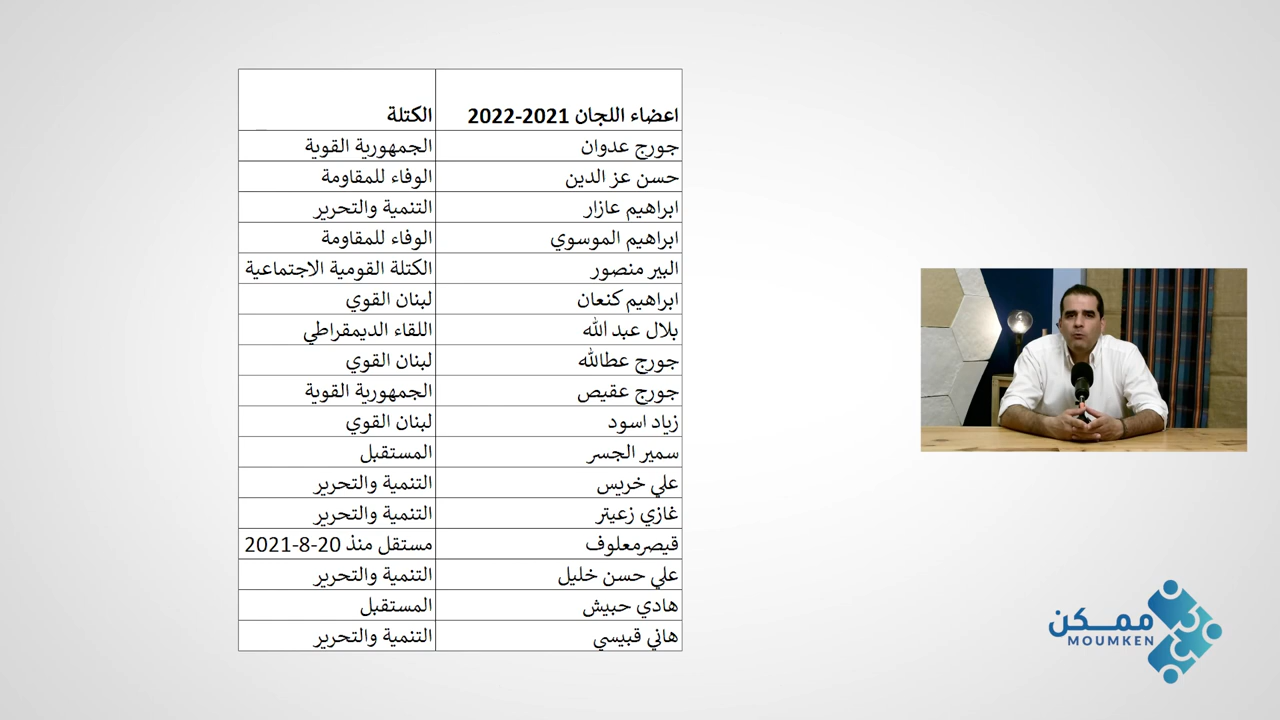 اعضاء اللجان 2021-2022 الكتلة
جورج عدوان الجمهورية القوية
حسن عز الدين الوفاء للمقاومة
ابراهيم عازار التنمية والتحرير
ابراهيم الموسوي الوفاء للمقاومة
البير منصور الكتلة القومية الاجتماعية
ابراهيم كنعان لبنان القوي
بلال عبد الله اللقاء الديمقراطي
جورج عطالله لبنان القوي
جورج عقيص الجمهورية القوية
زياد اسود لبنان القوي
سمير الجسر المستقبل
علي خريس التنمية والتحرير
غازي زعيتر التنمية والتحرير
قيصرمعلوف مستقل منذ 20-8-2021
علي حسن خليل التنمية والتحرير
هادي حبيش المستقبل
هاني قبيسي التنمية والتحرير
ممكن
MOUMKEN